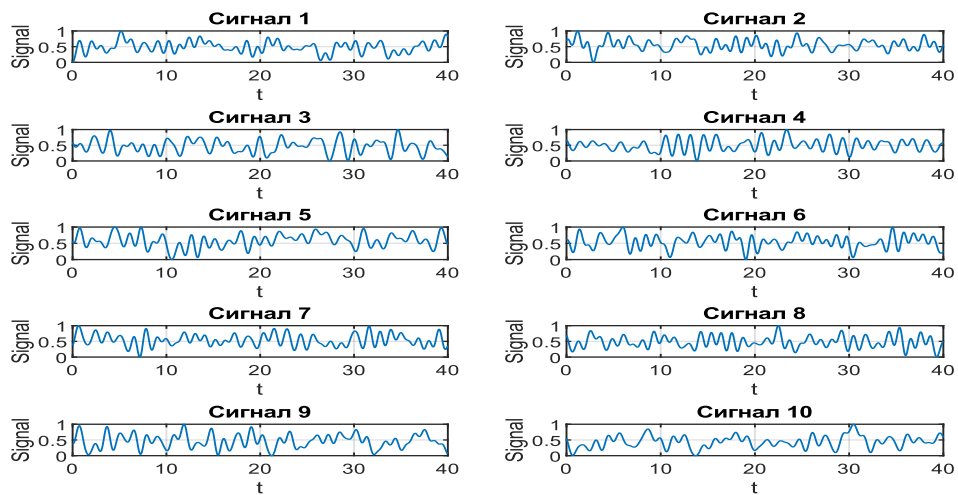 Сигнал 1
Signal
1
0.5
0
0 10 20 30 40
t
Сигнал 2
Signal
1
0.5
0
0 10 20 30 40
t
Сигнал 3
Signal
1
0.5
0
0 10 20 30 40
t
Сигнал 4
Signal
1
0.5
0
0 10 20 30 40
t
Сигнал 5
Signal
1
0.5
0
0 10 20 30 40
t
Сигнал 6
Signal
1
0.5
0
0 10 20 30 40
t
Сигнал 7
Signal
1
0.5
0
0 10 20 30 40
t
Сигнал 8
Signal
1
0.5
0
0 10 20 30 40
t
Сигнал 9
Signal
1
0.5
0
0 10 20 30 40
t
Сигнал 10
Signal
1
0.5
0
0 10 20 30 40
t